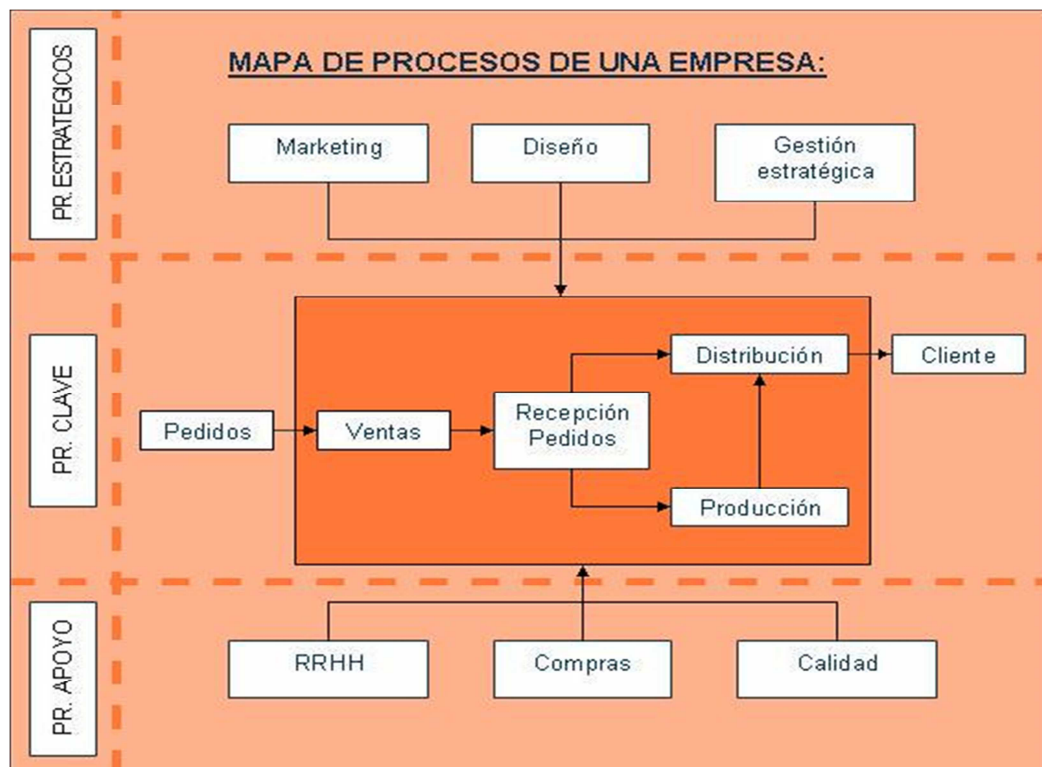 PR. ESTRATEGICOS
MAPA DE PROCESOS DE UNA EMPRESA:
Marketing
Diseño
Gestión
estratégica
PR. CLAVE
Pedidos
Ventas
Recepción
Pedidos
Distribución
Cliente
Producción
PR. APOYO
RRHH
Compras
Calidad